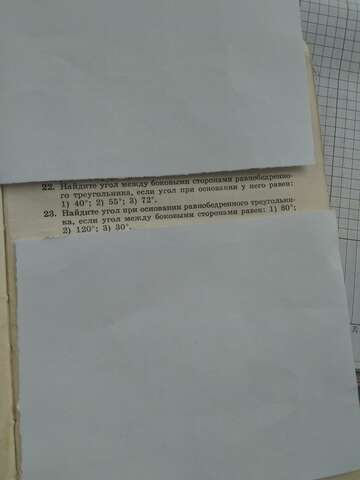 22. Найдите угол между боковыми сторонами равнобедренно-
го треугольника, если угол при основании у него равен:
1) 40°; 2) 55°; 3) 72°.
23. Найдите угол при основании равнобедренного треугольни-
ка, если угол между боковыми сторонами равен: 1) 80°;
2) 120°; 3) 30°.